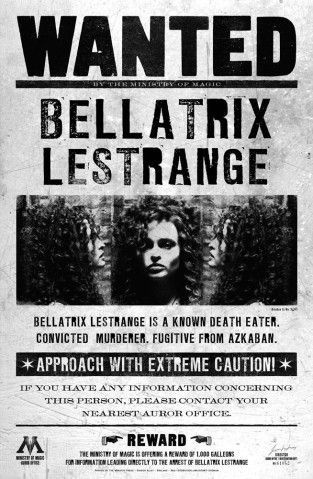 WANTED
BY THE MINISTRY OF MAGIC
BELLATRIX
LESTRANGE
BELLATRIX LESTRANGE IS A KNOWN DEATH EATER.
CONVICTED MURDERER. FUGITIVE FROM AZKABAN.
APPROACH WITH EXTREME CAUTION!
IF YOU HAVE ANY INFORMATION CONCERNING
THIS PERSON, PLEASE CONTACT YOUR
NEAREST AUROR OFFICE.
REWARD
THE MINISTRY OF MAGIC IS OFFERING A REWARD OF 1,000 GALLEONS
FOR INFORMATION LEADING DIRECTLY TO THE ARREST OF BELLATRIX LESTRANGE
M
MINISTRY OF MAGIC
AUROR OFFICE
DIRECTOR